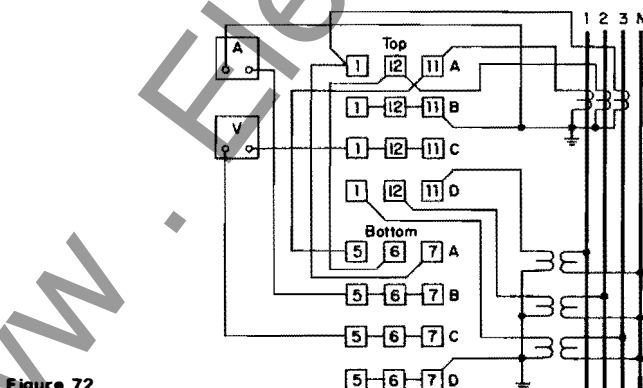 1 2 3 N
A
Top
1 12 11 A
1 12 11 B
V
1 12 11 C
1 12 11 D
Bottom
5 6 7 A
5 6 7 B
5 6 7 C
5 6 7 D
Figure 72